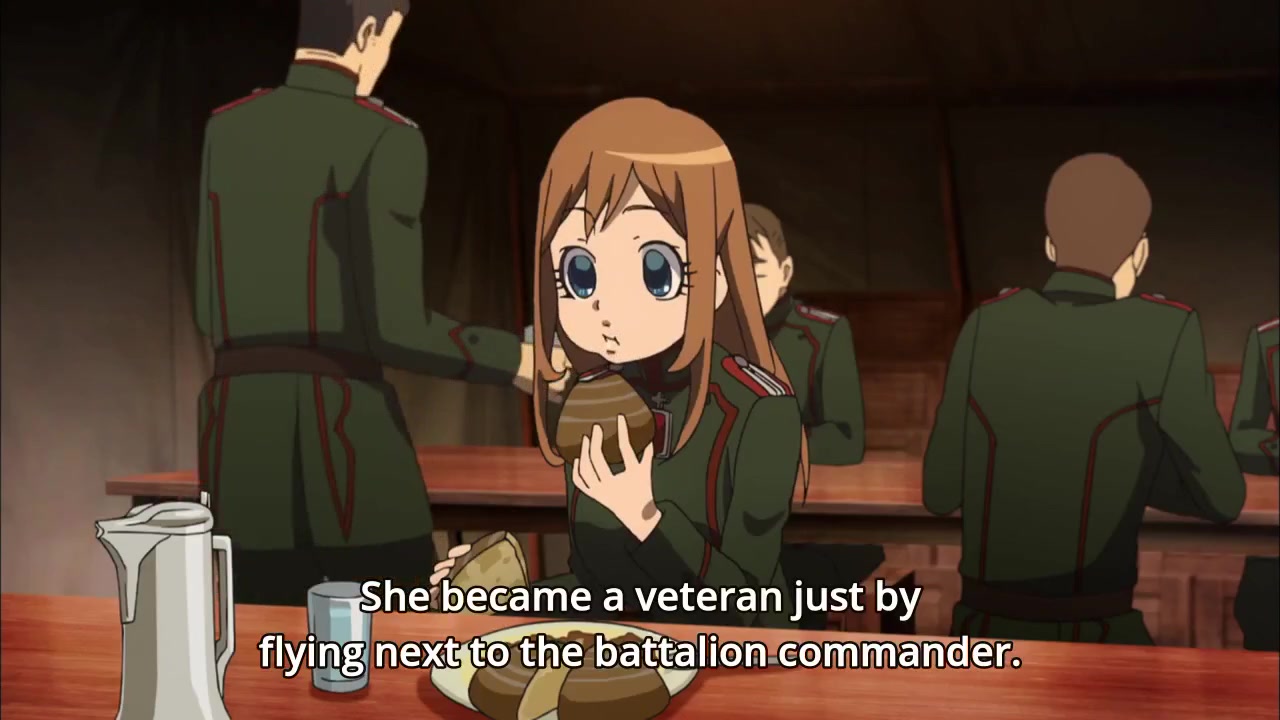 She became a veteran just by
flying next to the battalion commander.